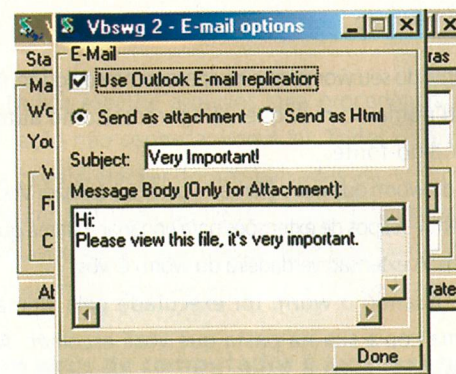 Vbswg 2 - E-mail options
E-Mail
Use Outlook E-mail replication
Send as attachment Send as Html
Subject: Very Important!
Message Body (Only for Attachment):
Hi:
Please view this file, it's very important.
Done